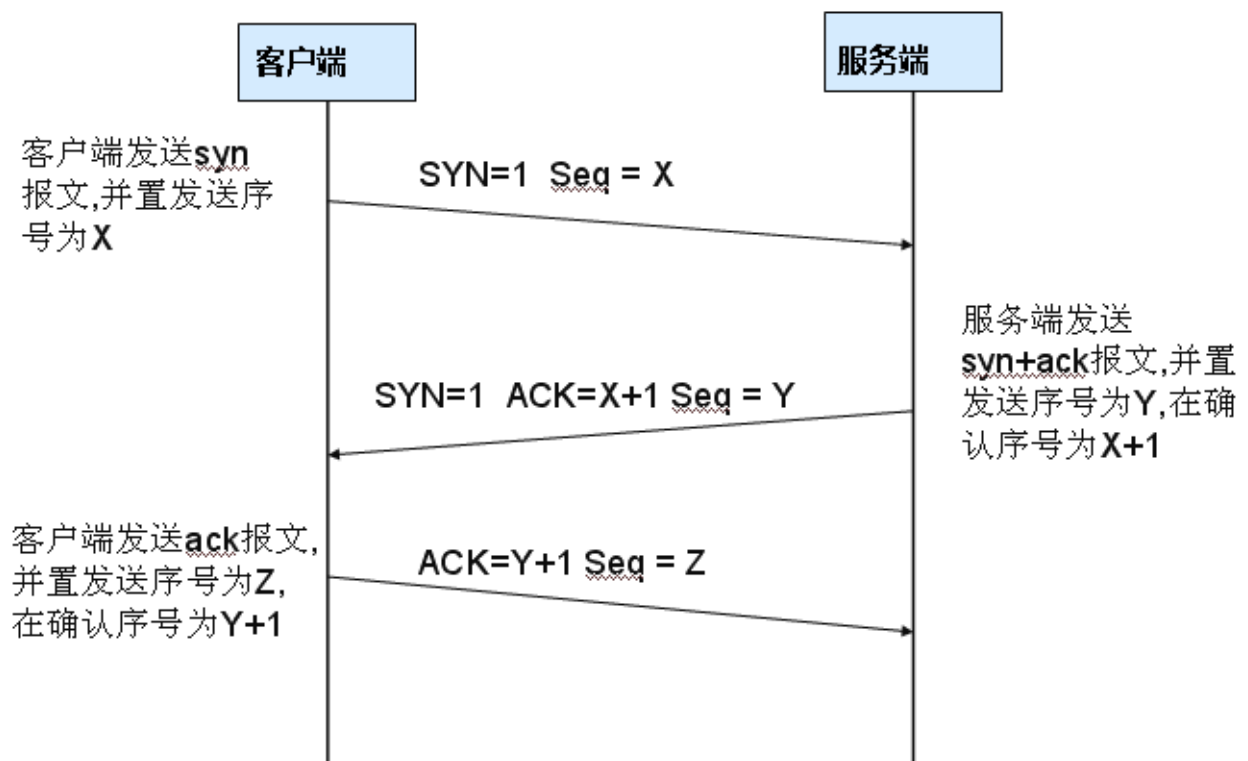 客户端
服务端
客户端发送syn
报文,并置发送序
号为X
SYN=1 Seq = X
服务端发送
syn+ack报文,并置
发送序号为Y,在确
认序号为X+1
SYN=1 ACK=X+1 Seq = Y
客户端发送ack报文,
并置发送序号为Z,
在确认序号为Y+1
ACK=Y+1 Seq = Z